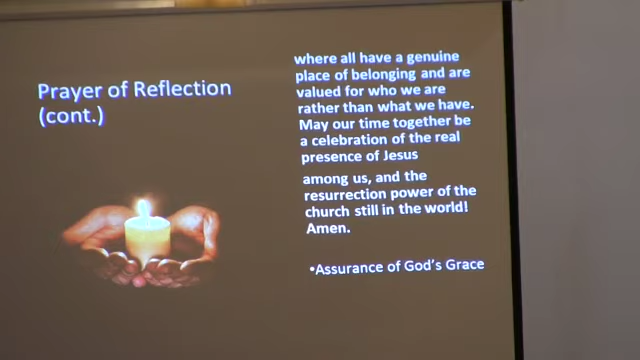 Prayer of Reflection
(cont.)
where all have a genuine
place of belonging and are
valued for who we are
rather than what we have.
May our time together be
a celebration of the real
presence of Jesus
among us, and the
resurrection power of the
church still in the world!
Amen.
•Assurance of God's Grace